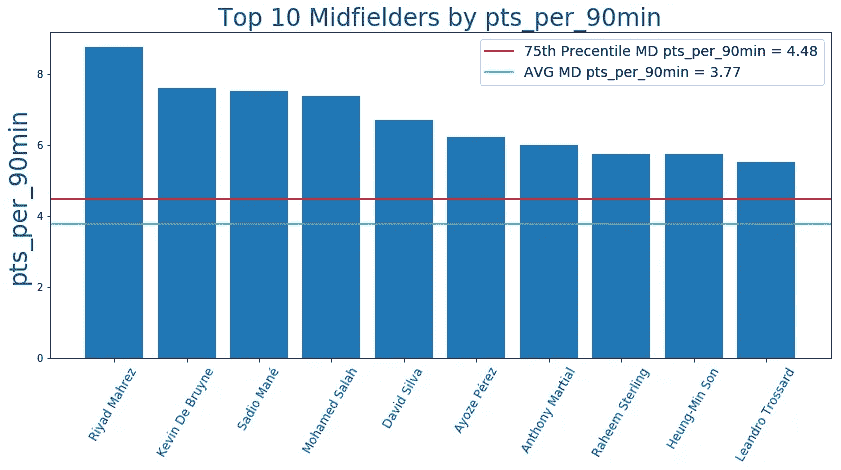 Top 10 Midfielders by pts_per_90min
75th Precentile MD pts_per_90min = 4.48
AVG MD pts_per_90min = 3.77
pts_per_90min
8
6
4
2
0
Riyad Mahrez
Kevin De Bruyne
Sadio Mané
Mohamed Salah
David Silva
Ayoze Pérez
Anthony Martial
Raheem Sterling
Heung-Min Son
Leandro Trossard